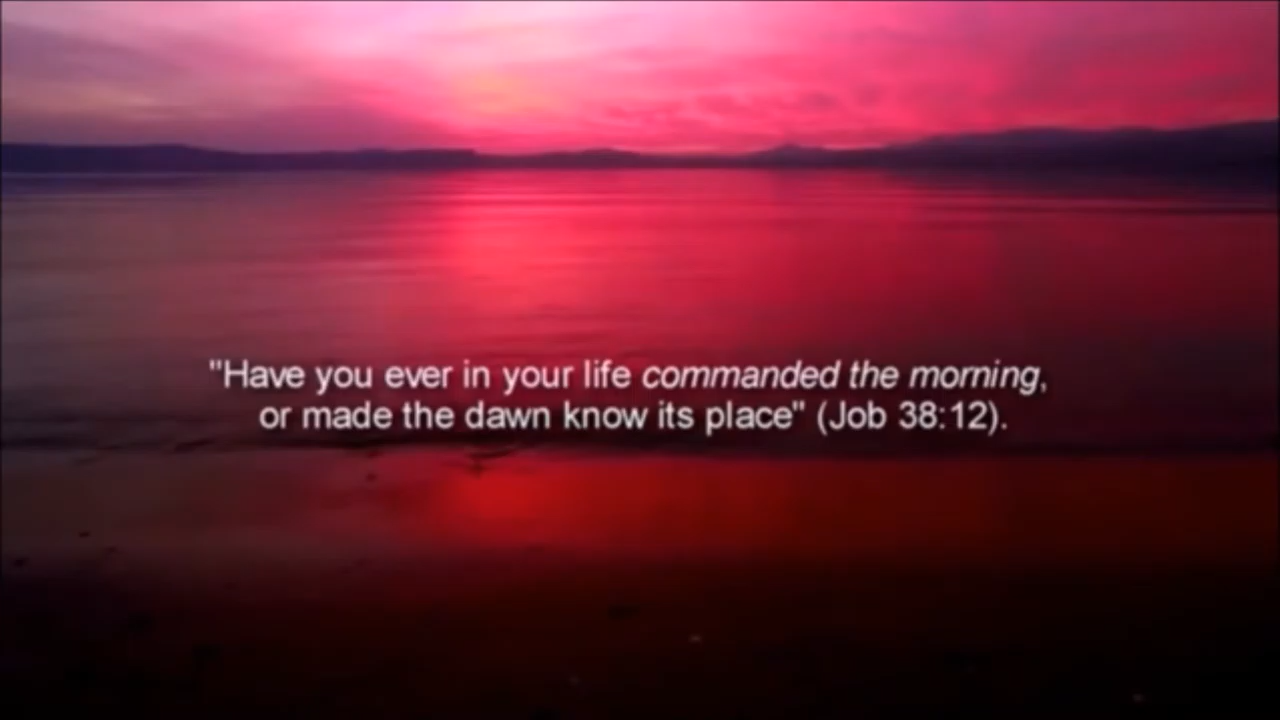 "Have you ever in your life commanded the morning,
or made the dawn know its place" (Job 38:12).